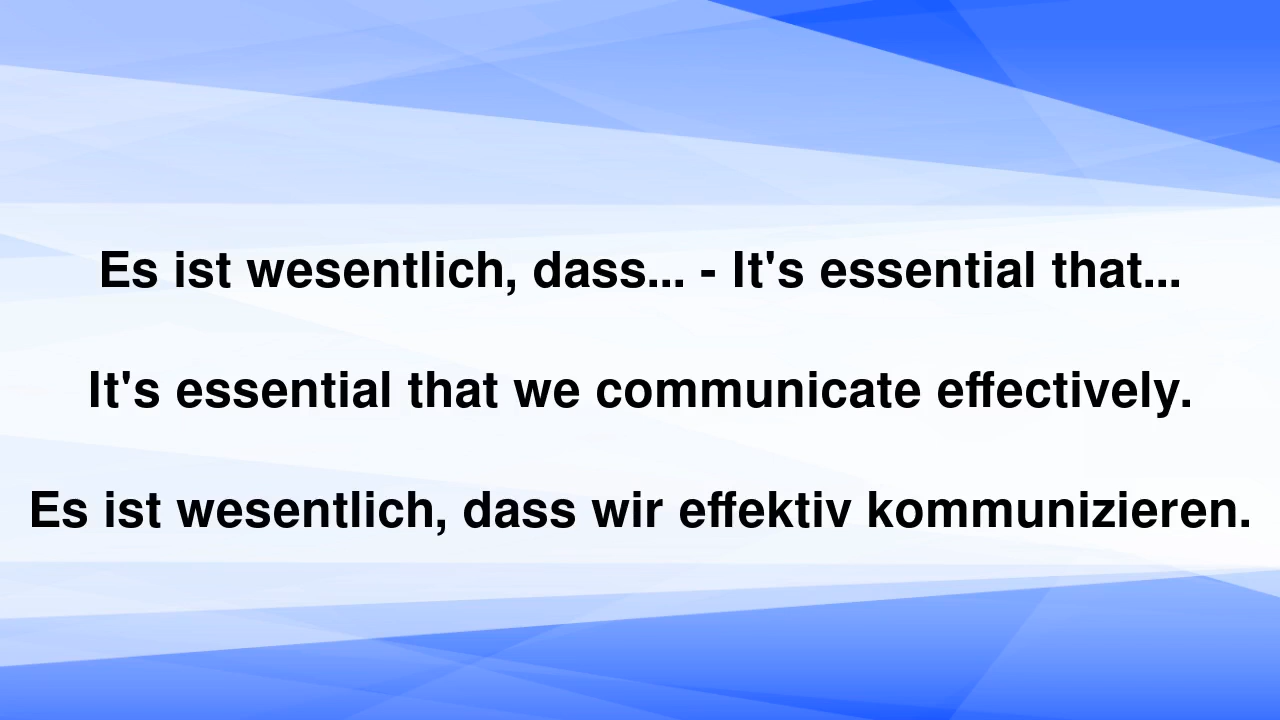 Es ist wesentlich, dass... - It's essential that...
It's essential that we communicate effectively.
Es ist wesentlich, dass wir effektiv kommunizieren.